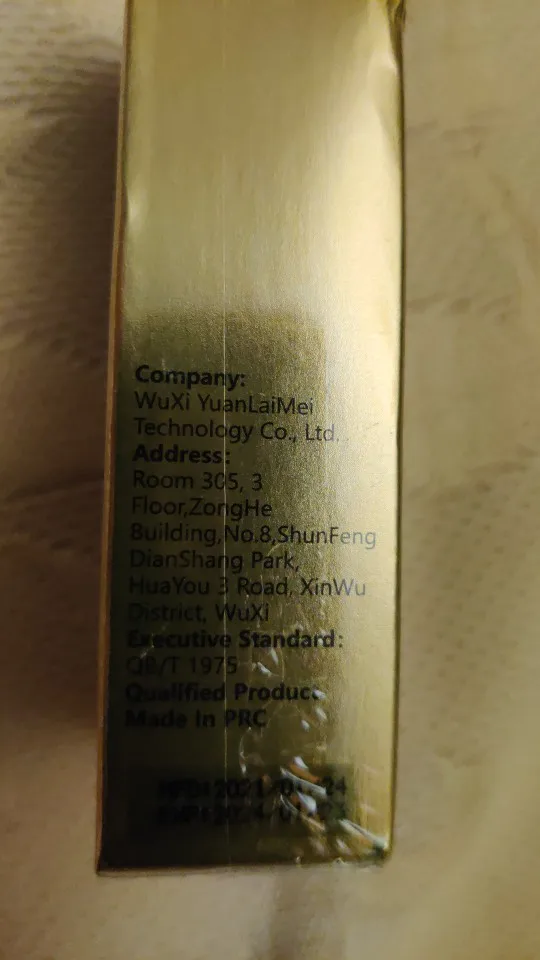 Company:
WuXi YuanLaiMei
Technology Co., Ltd.
Address:
Room 305, 3
Floor,ZongHe
Building,No.8,ShunFeng
DianShang Park,
HuaYou 3 Road, XinWu
District, WuXi
Executive Standard:
QB/T 1975
Qualified Product
Made In PRC